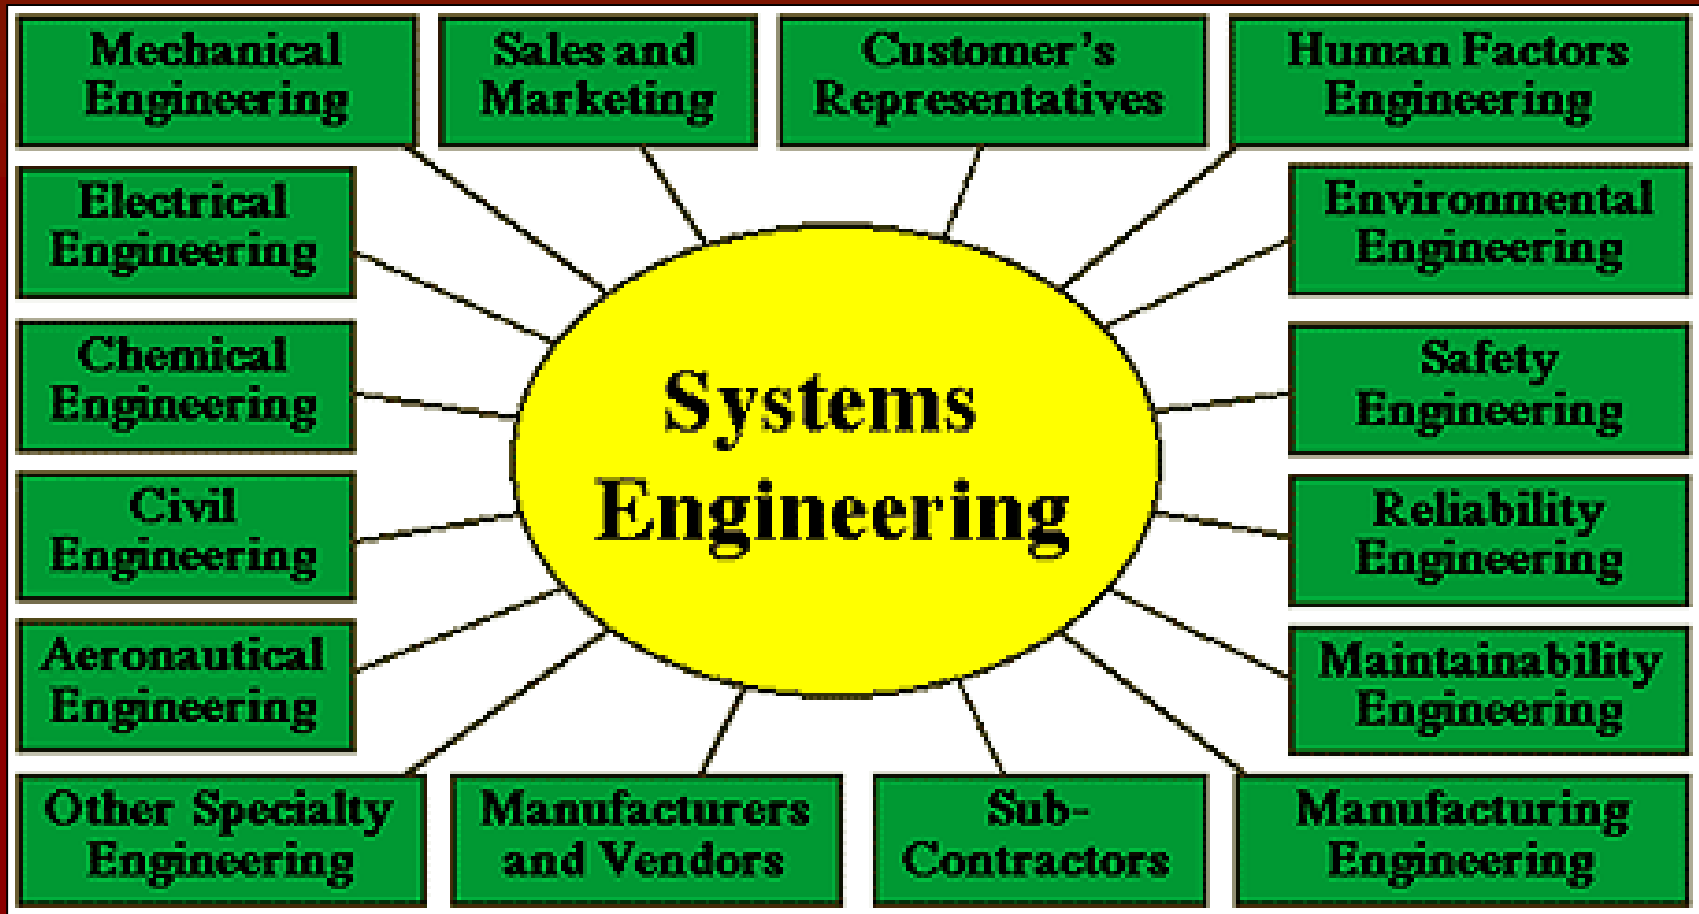 Mechanical
Engineering
Sales and
Marketing
Customer's
Representatives
Human Factors
Engineering
Electrical
Engineering
Environmental
Engineering
Chemical
Engineering
Systems
Engineering
Safety
Engineering
Civil
Engineering
Reliability
Engineering
Aeronautical
Engineering
Maintainability
Engineering
Other Specialty
Engineering
Manufacturers
and Vendors
Sub-
Contractors
Manufacturing
Engineering